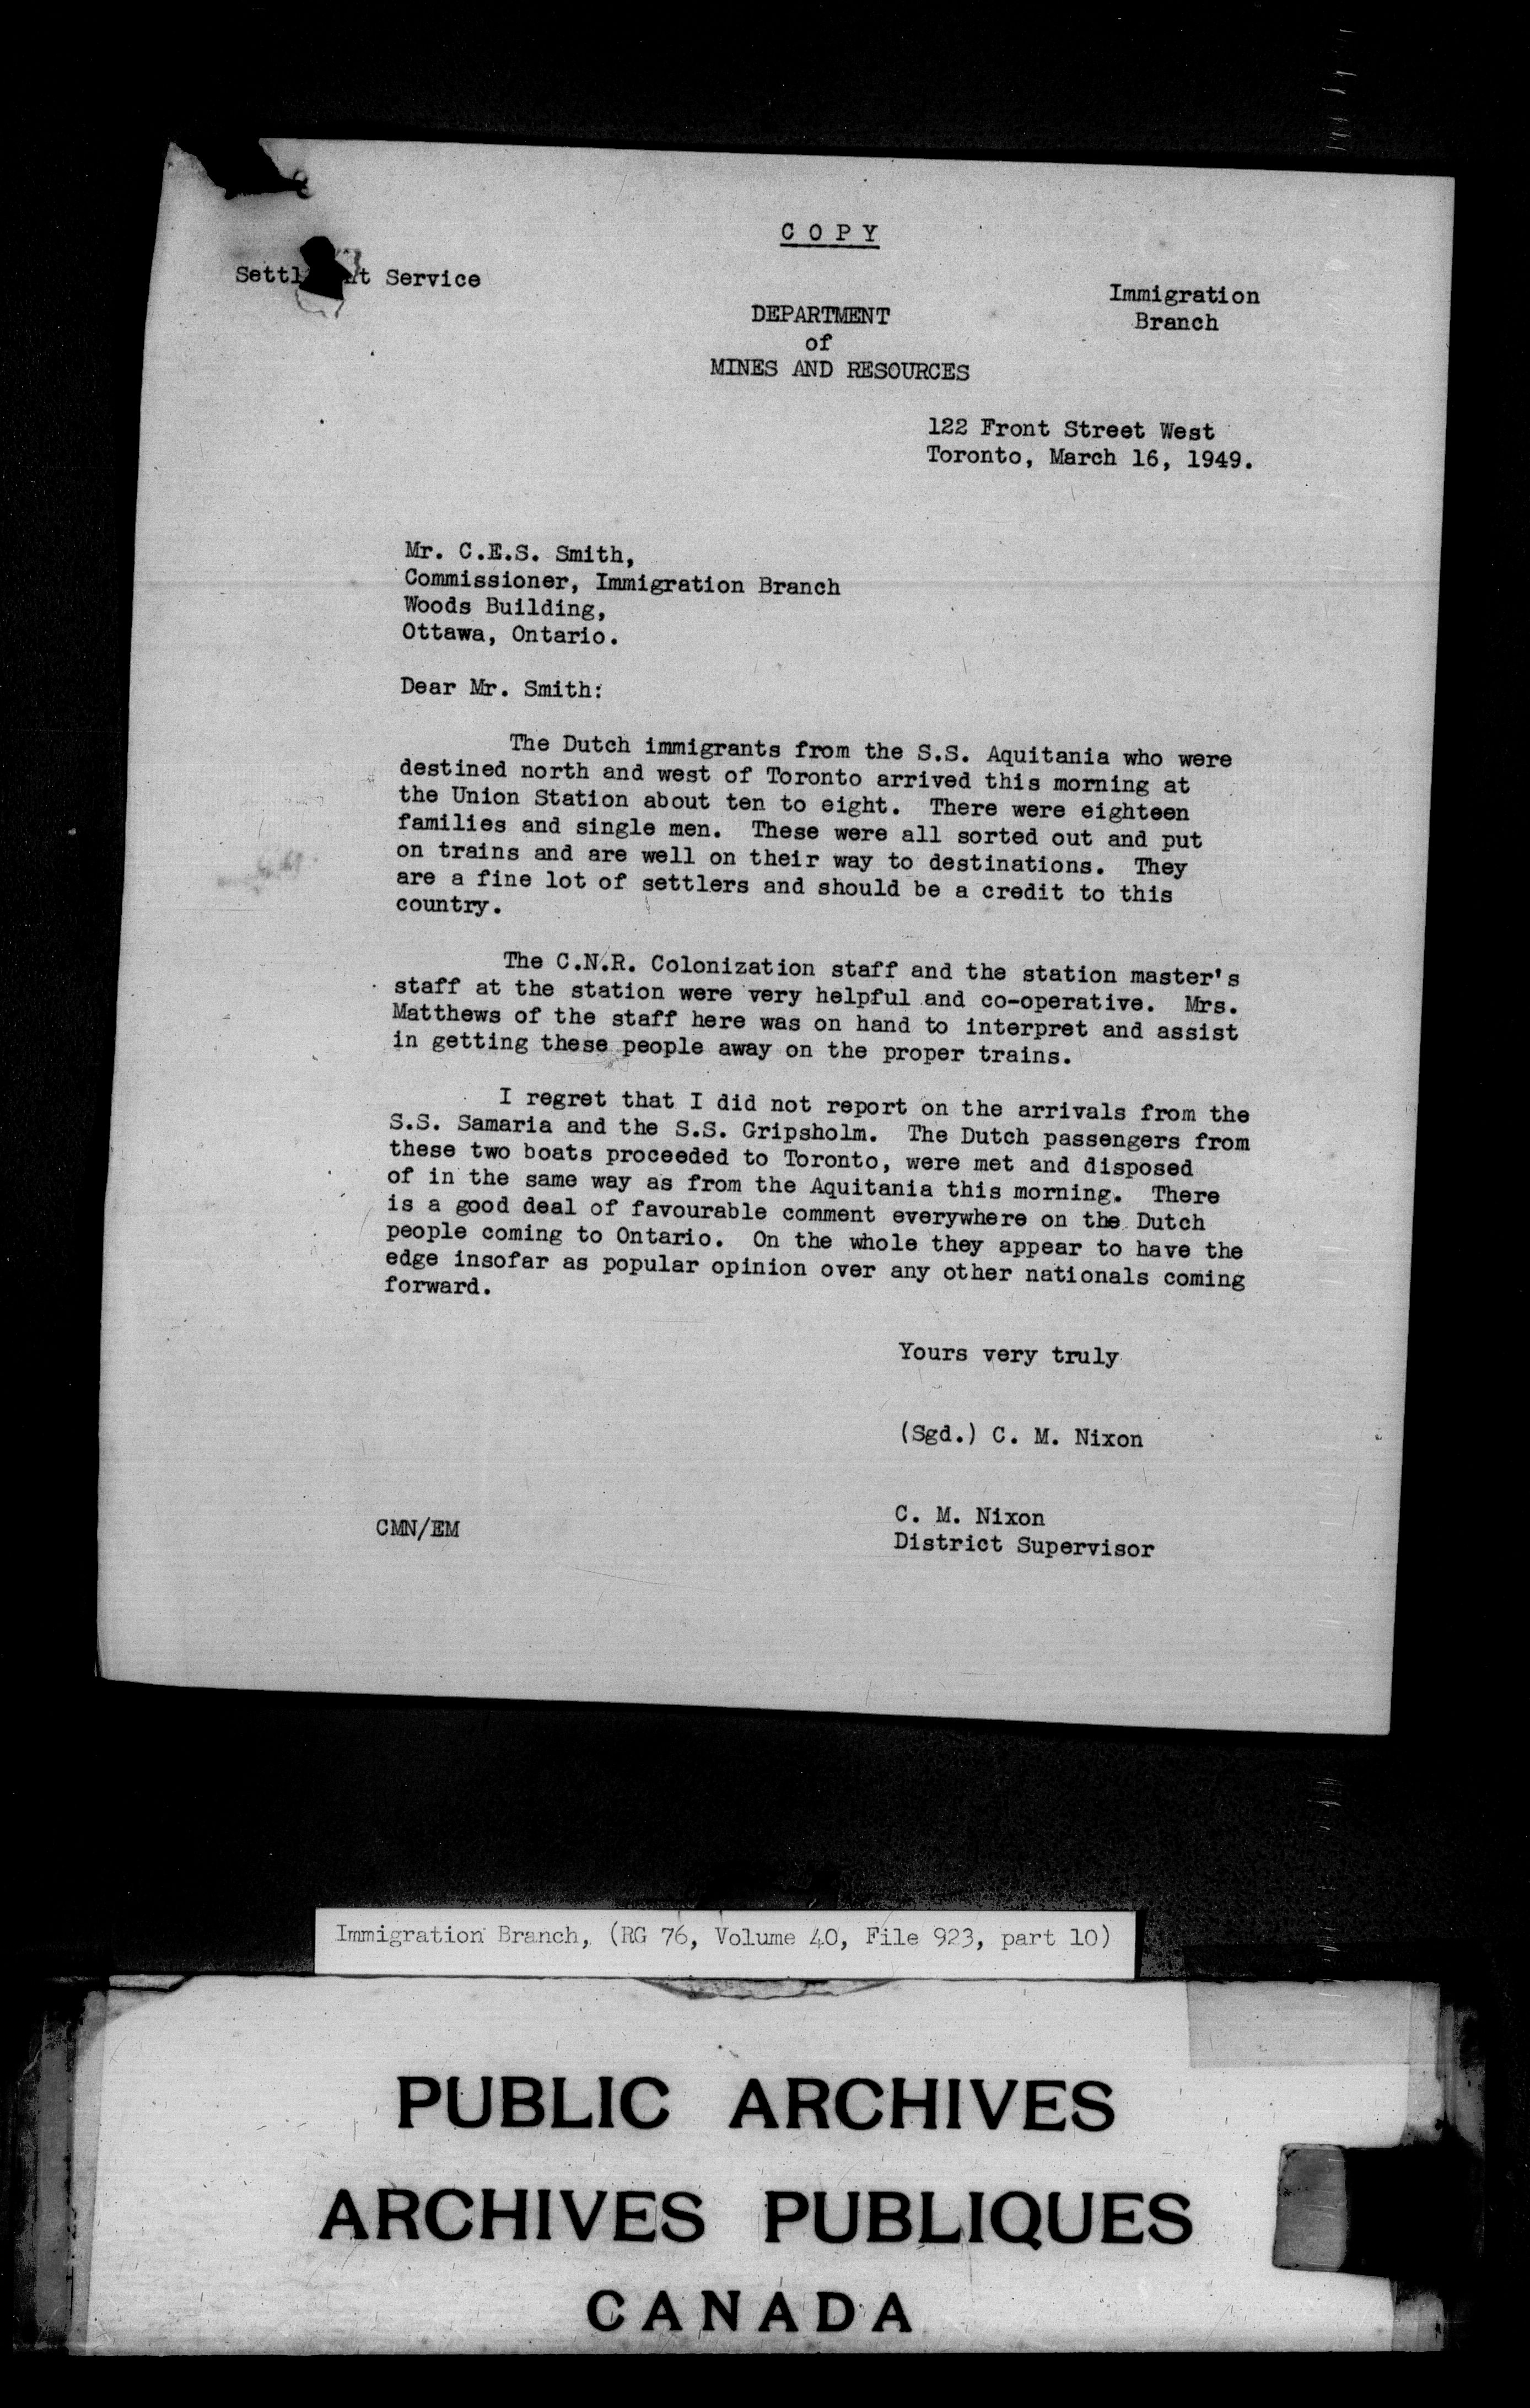 C O P Y
Service
Immigration
Branch
DEPARTMENT
of
MINES AND RESOURCES
122 Front Street West
Toronto, March 16, 1949.
Mr. C.E.S. Smith,
Commissioner, Immigration Branch
Woods Building,
Ottawa, Ontario.
Dear Mr. Smith:
The Dutch immigrants from the S.S. Aquitania who were
destined north and west of Toronto arrived this morning at
the Union Station about ten to eight. There were eighteen
families and single men. These were all sorted out and put
on trains and are well on their way to destinations. They
are a fine lot of settlers and should be a credit to this
country.
The C.N.R. Colonization staff and the station master's
staff at the station were very helpful and co-operative. Mrs.
Matthews of the staff here was on hand to interpret and assist
in getting these people away on the proper trains.
I regret that I did not report on the arrivals from the
S.S. Samaria and the S.S. Gripsholm. The Dutch passengers from
these two boats proceeded to Toronto, were met and disposed
of in the same way as from the Aquitania this morning. There
is a good deal of favourable comment everywhere on the Dutch
people coming to Ontario. On the whole they appear to have the
edge insofar as popular opinion over any other nationals coming
forward.
Yours very truly
(Sgd.) C. M. Nixon
C. M. Nixon
District Supervisor
CMN/EM
Immigration Branch, (RG 76, Volume 40, File 923, part 10)
PUBLIC ARCHIVES
ARCHIVES PUBLIQUES
CANADA